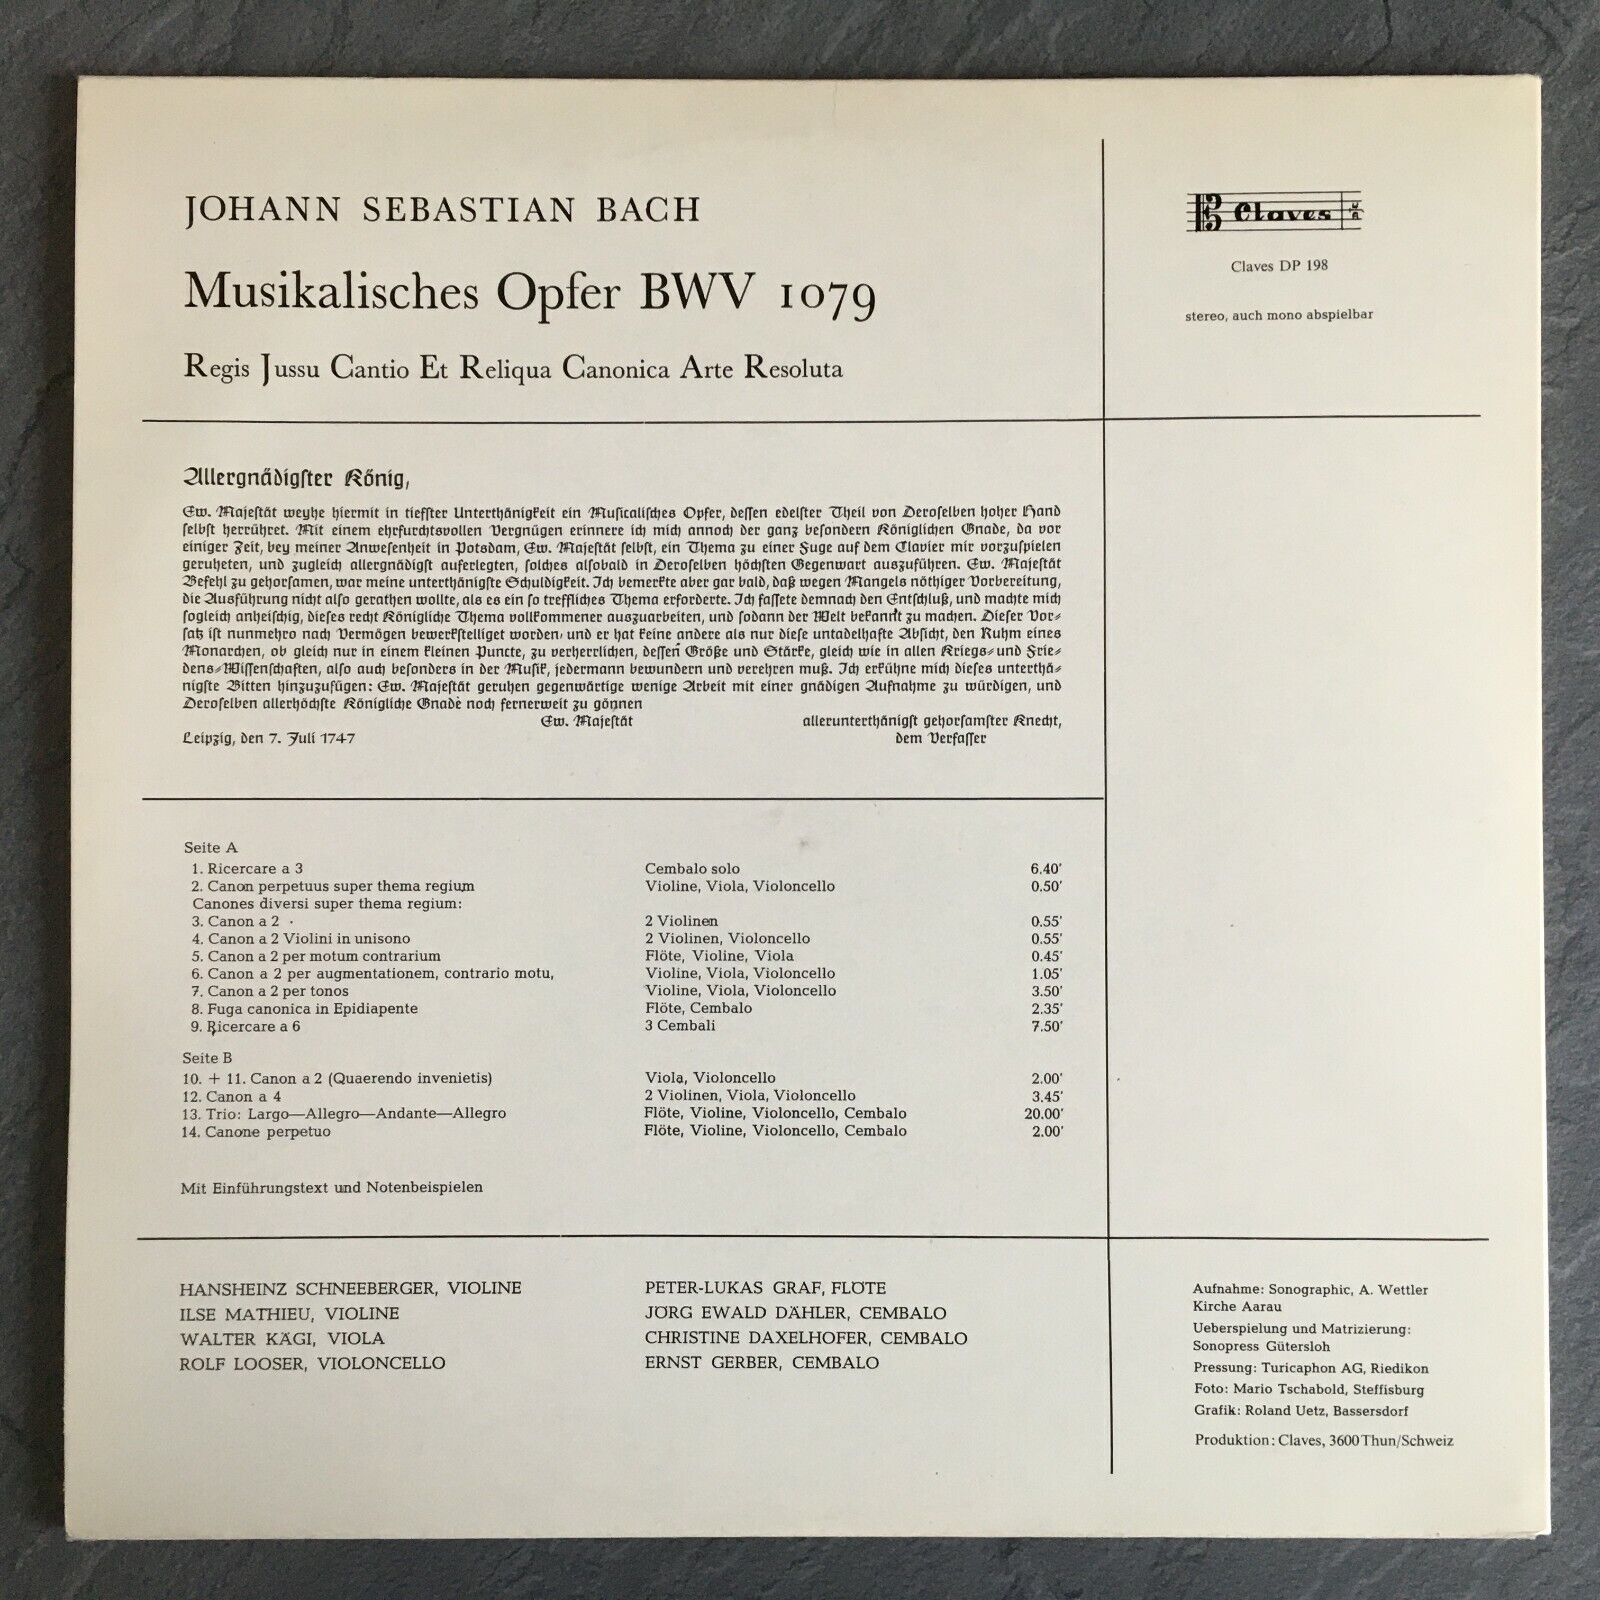 JOHANN SEBASTIAN BACH
Musikalisches Opfer BWV 1079
Regis Jussu Cantio Et Reliqua Canonica Arte Resoluta
Claves
Claves DP 198
stereo, auch mono abspielbar
Allergnädigſter König,
Ew. Majeſtät weyhe hiermit in tiefſter Unterthänigkeit ein Muſicaliſches Opfer, deſſen edelſter Theil von Deroſelben hoher Hand
ſelbſt herrühret. Mit einem ehrfurchtsvollen Vergnügen erinnere ich mich annoch der ganz beſondern Königlichen Gnade, da vor
einiger Zeit, bey meiner Anweſenheit in Potsdam, Ew. Majeſtät ſelbſt, ein Thema zu einer Fuge auf dem Clavier mir vorzuſpielen
geruheten, und zugleich allergnädigſt auferlegten, ſolches alſobald in Deroſelben höchſten Gegenwart auszuführen. Ew. Majeſtät
Befehl zu gehorſamen, war meine unterthänigſte Schuldigkeit. Ich bemerkte aber gar bald, daß wegen Mangels nöthiger Vorbereitung,
die Ausführung nicht alſo gerathen wollte, als es ein ſo treffliches Thema erforderte. Ich faſſete demnach den Entſchluß, und machte mich
ſogleich anheiſchig, dieſes recht Königliche Thema vollkommener auszuarbeiten, und ſodann der Welt bekannt zu machen. Dieſer Vor-
ſatz iſt nunmehro nach Vermögen bewerkſtelliget worden, und er hat keine andere als nur dieſe untadelhafte Abſicht, den Ruhm eines
Monarchen, ob gleich nur in einem kleinen Puncte, zu verherrlichen, deſſen Größe und Stärke, gleich wie in allen Kriegs- und Frie-
dens-Wiſſenſchaften, alſo auch beſonders in der Muſik, jedermann bewundern und verehren muß. Ich erkühne mich dieſes unterthä-
nigſte Bitten hinzuzufügen: Ew. Majeſtät geruhen gegenwärtige wenige Arbeit mit einer gnädigen Aufnahme zu würdigen, und
Deroſelben allerhöchſte Königliche Gnade noch fernerweit zu gönnen
Ew. Majeſtät allerunterthänigſt gehorſamſter Knecht,
Leipzig, den 7. Juli 1747 dem Verfaſſer
Seite A
1. Ricercare a 3 Cembalo solo 6.40'
2. Canon perpetuus super thema regium Violine, Viola, Violoncello 0.50'
Canones diversi super thema regium:
3. Canon a 2 2 Violinen 0.55'
4. Canon a 2 Violini in unisono 2 Violinen, Violoncello 0.55'
5. Canon a 2 per motum contrarium Flöte, Violine, Viola 0.45'
6. Canon a 2 per augmentationem, contrario motu, Violine, Viola, Violoncello 1.05'
7. Canon a 2 per tonos Violine, Viola, Violoncello 3.50'
8. Fuga canonica in Epidiapente Flöte, Cembalo 2.35'
9. Ricercare a 6 3 Cembali 7.50'
Seite B
10. + 11. Canon a 2 (Quaerendo invenietis) Viola, Violoncello 2.00'
12. Canon a 4 2 Violinen, Viola, Violoncello 3.45'
13. Trio: Largo—Allegro—Andante—Allegro Flöte, Violine, Violoncello, Cembalo 20.00'
14. Canone perpetuo Flöte, Violine, Violoncello, Cembalo 2.00'
Mit Einführungstext und Notenbeispielen
HANSHEINZ SCHNEEBERGER, VIOLINE
ILSE MATHIEU, VIOLINE
WALTER KÄGI, VIOLA
ROLF LOOSER, VIOLONCELLO
PETER-LUKAS GRAF, FLÖTE
JÖRG EWALD DÄHLER, CEMBALO
CHRISTINE DAXELHOFER, CEMBALO
ERNST GERBER, CEMBALO
Aufnahme: Sonographic, A. Wettler
Kirche Aarau
Ueberspielung und Matrizierung:
Sonopress Gütersloh
Pressung: Turicaphon AG, Riedikon
Foto: Mario Tschabold, Steffisburg
Grafik: Roland Uetz, Bassersdorf
Produktion: Claves, 3600 Thun/Schweiz